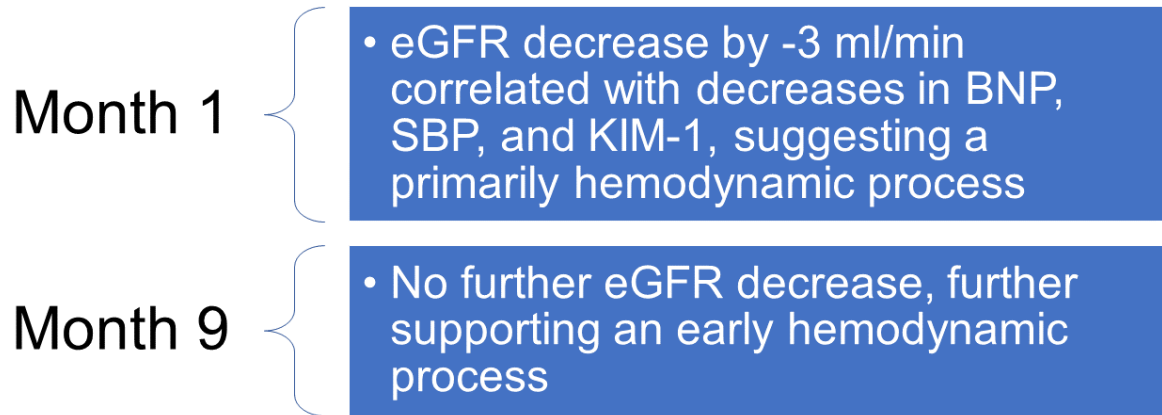 Month 1
• eGFR decrease by -3 ml/min
correlated with decreases in BNP,
SBP, and KIM-1, suggesting a
primarily hemodynamic process
Month 9
• No further eGFR decrease, further
supporting an early hemodynamic
process